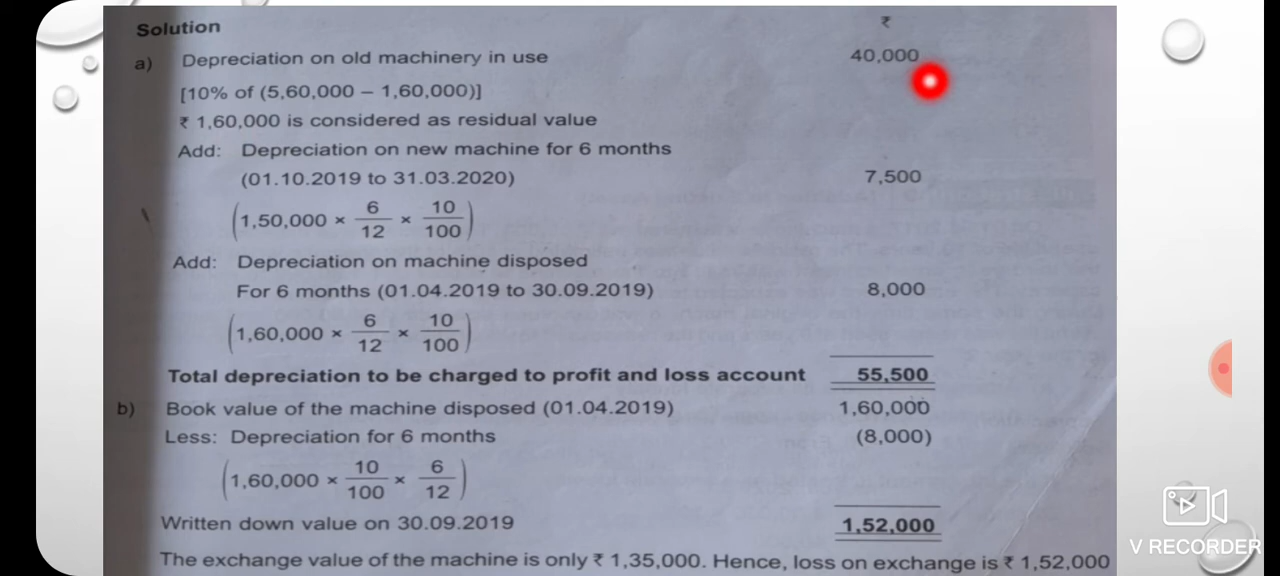 Solution ₹
a) Depreciation on old machinery in use 40,000
[10% of (5,60,000 – 1,60,000)]
₹ 1,60,000 is considered as residual value
Add: Depreciation on new machine for 6 months
(01.10.2019 to 31.03.2020) 7,500
(1,50,000 × 6/12 × 10/100)
Add: Depreciation on machine disposed
For 6 months (01.04.2019 to 30.09.2019) 8,000
(1,60,000 × 6/12 × 10/100)
Total depreciation to be charged to profit and loss account 55,500
b) Book value of the machine disposed (01.04.2019) 1,60,000
Less: Depreciation for 6 months (8,000)
(1,60,000 × 10/100 × 6/12)
Written down value on 30.09.2019 1,52,000
The exchange value of the machine is only ₹ 1,35,000. Hence, loss on exchange is ₹ 1,52,000
V RECORDER